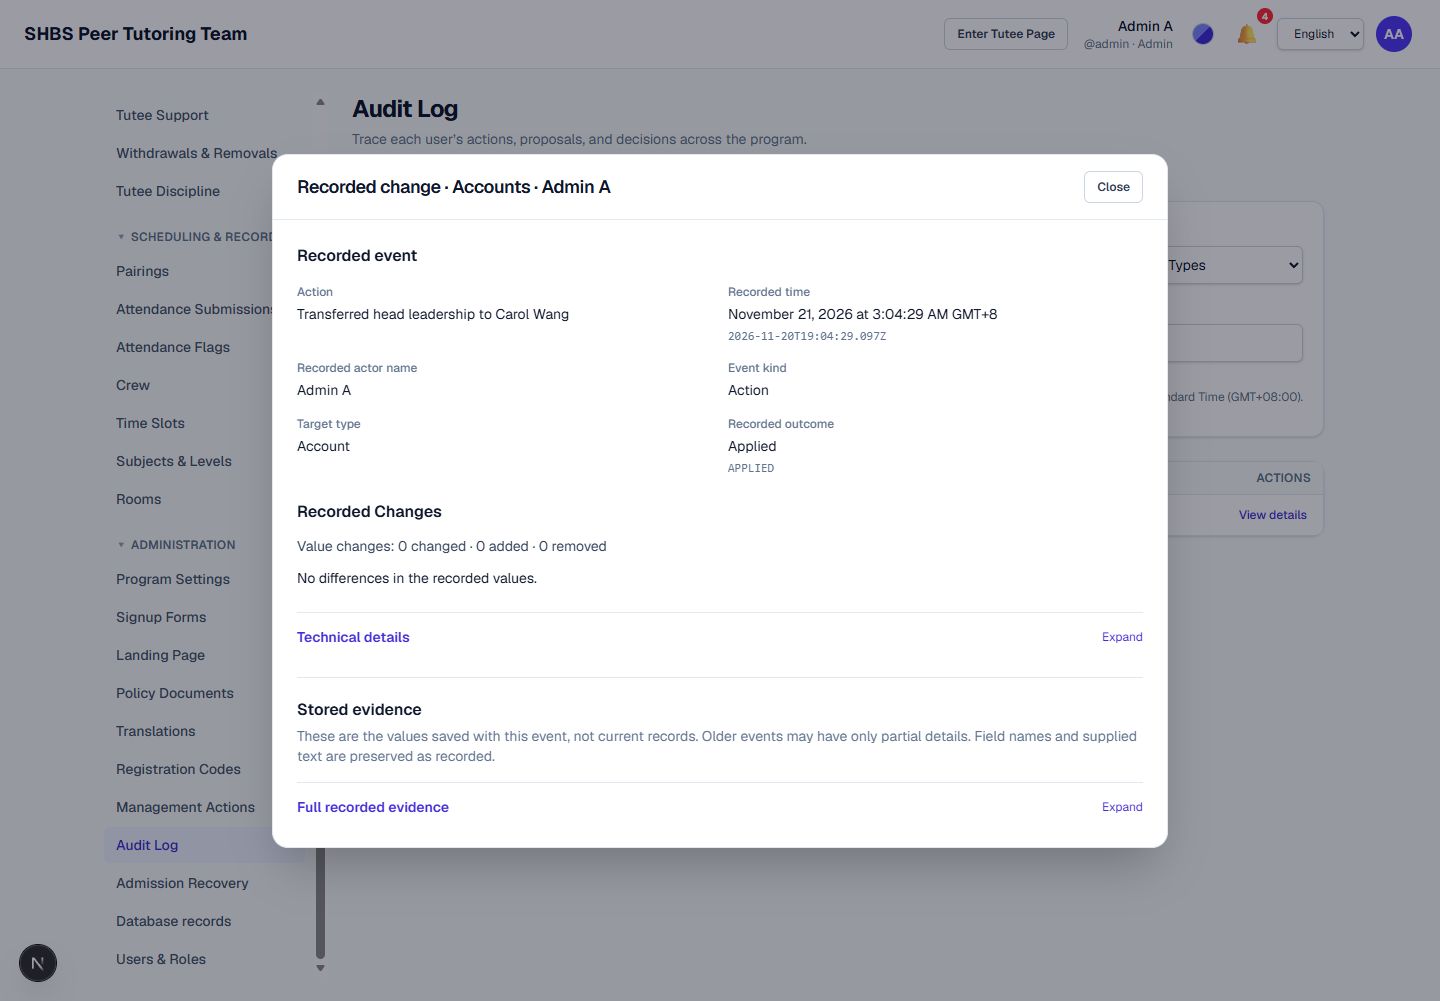 SHBS Peer Tutoring Team
Enter Tutee Page
Admin A
@admin · Admin
4
English
AA
Tutee Support
Withdrawals & Removals
Tutee Discipline
SCHEDULING & RECORD
Pairings
Attendance Submissions
Attendance Flags
Crew
Time Slots
Subjects & Levels
Rooms
ADMINISTRATION
Program Settings
Signup Forms
Landing Page
Policy Documents
Translations
Registration Codes
Management Actions
Audit Log
Admission Recovery
Database records
Users & Roles
N
Audit Log
Trace each user's actions, proposals, and decisions across the program.
Types
ndard Time (GMT+08:00).
ACTIONS
View details
Recorded change · Accounts · Admin A
Close
Recorded event
Action
Transferred head leadership to Carol Wang
Recorded time
November 21, 2026 at 3:04:29 AM GMT+8
2026-11-20T19:04:29.097Z
Recorded actor name
Admin A
Event kind
Action
Target type
Account
Recorded outcome
Applied
APPLIED
Recorded Changes
Value changes: 0 changed · 0 added · 0 removed
No differences in the recorded values.
Technical details
Expand
Stored evidence
These are the values saved with this event, not current records. Older events may have only partial details. Field names and supplied
text are preserved as recorded.
Full recorded evidence
Expand